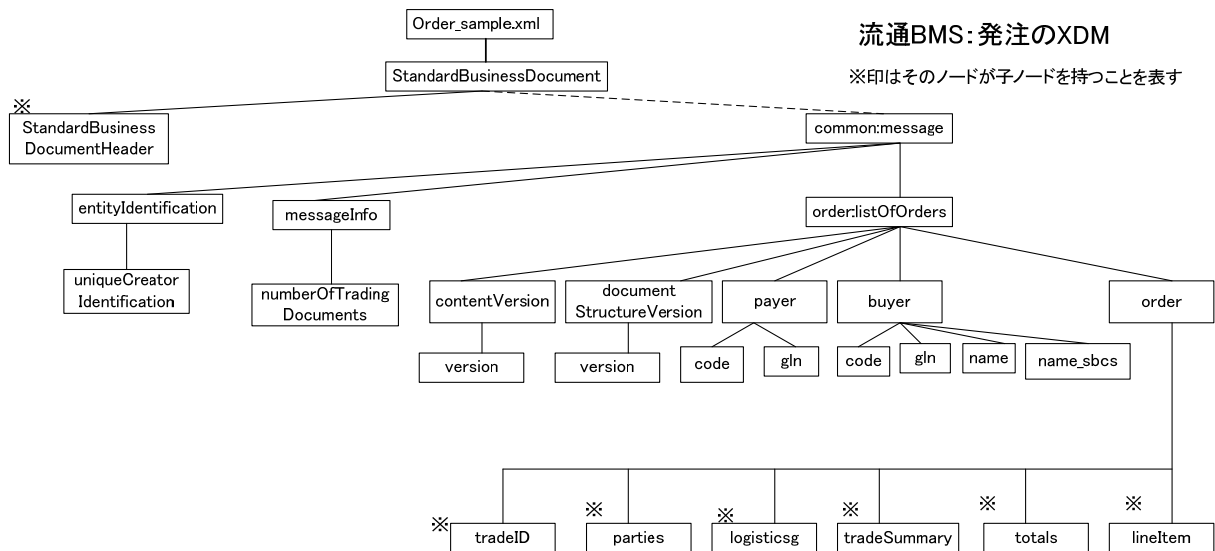 Order_sample.xml
流通BMS:発注のXDM
StandardBusinessDocument
※印はそのノードが子ノードを持つことを表す
※
StandardBusiness
DocumentHeader
common:message
entityIdentification
messageInfo
order:listOfOrders
uniqueCreator
Identification
numberOfTrading
Documents
contentVersion
document
StructureVersion
payer
buyer
order
version
version
code
gln
code
gln
name
name_sbcs
※
tradeID
※
parties
※
logisticsg
※
tradeSummary
※
totals
※
lineItem